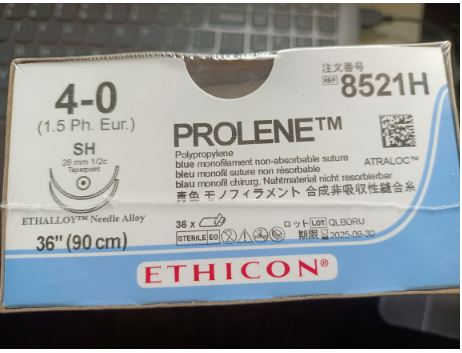 注文番号
REF 8521H
4-0
(1.5 Ph. Eur.)
SH
26 mm 1/2c
Taperpoint
ETHALLOY™ Needle Alloy
36" (90 cm)
PROLENE™
Polypropylene
blue monofilament non-absorbable suture
bleu monofil suture non résorbable
blau monofil chirurg. Nahtmaterial nicht resorbierbar
青色 モノフィラメント 合成非吸収性縫合糸
ATRALOC™
36 x
ロット LOT QLBDRU
STERILE EO
期限 2025-09-30
ETHICON®